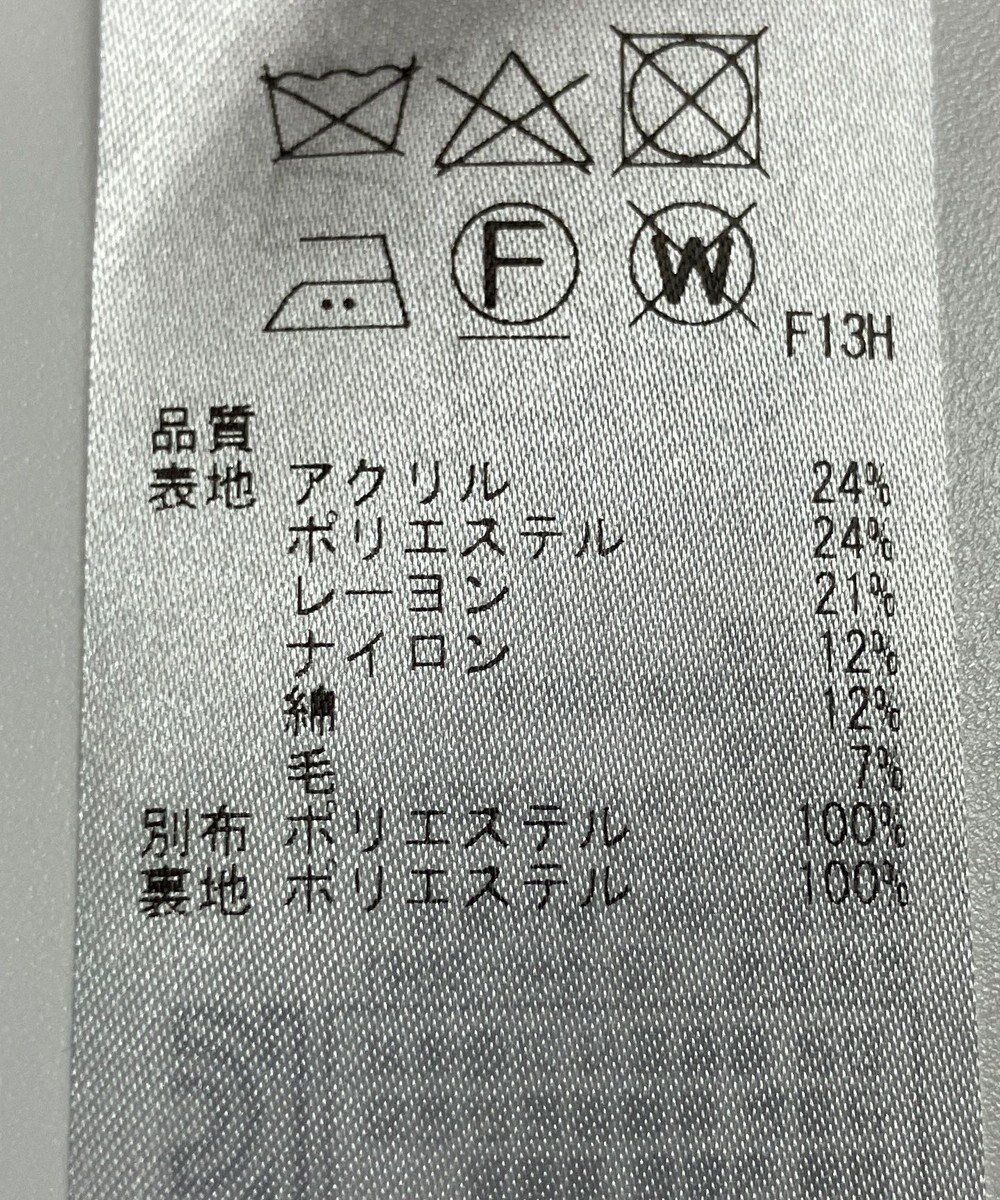 F W
F13H
品質
表地 アクリル 24%
ポリエステル 24%
レーヨン 21%
ナイロン 12%
綿 12%
毛 7%
別布 ポリエステル 100%
裏地 ポリエステル 100%